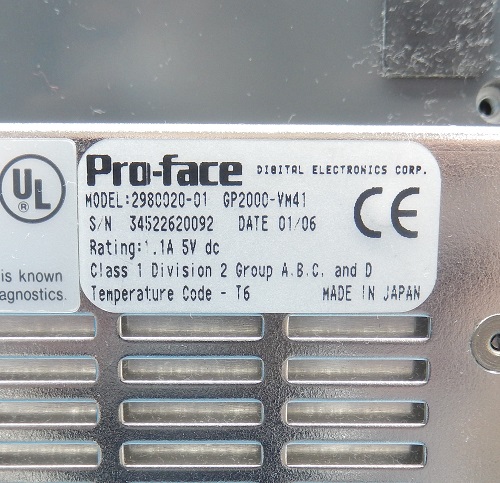 UL
is known
agnostics.
Pro-face DIGITAL ELECTRONICS CORP.
MODEL:2980020-01 GP2000-VM41
S/N 34522620092 DATE 01/06
Rating:1.1A 5V dc
Class 1 Division 2 Group A.B.C. and D
Temperature Code - T6 MADE IN JAPAN
CE